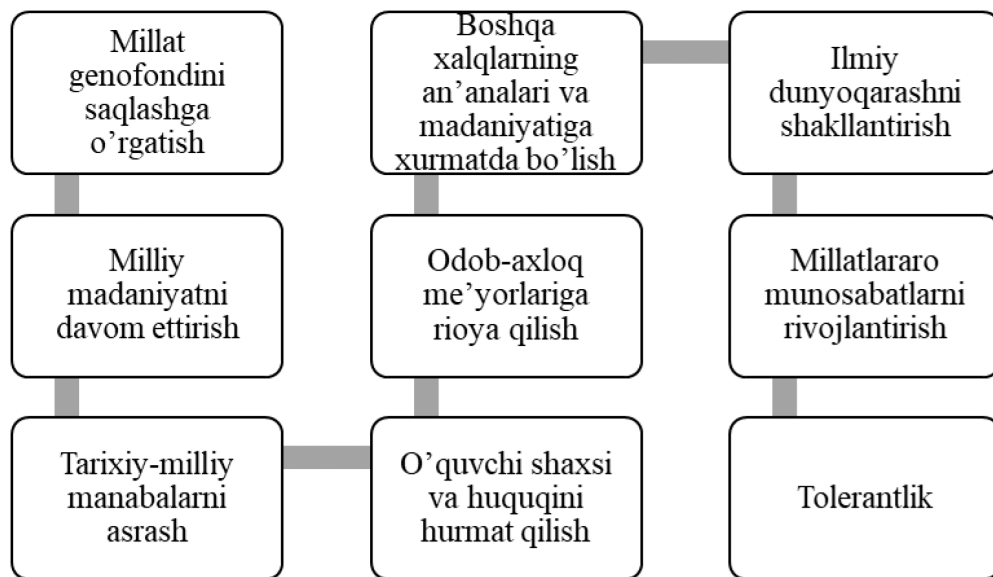 Millat
genofondini
saqlashga
o’rgatish
Milliy
madaniyatni
davom ettirish
Tarixiy-milliy
manabalarni
asrash
O’quvchi shaxsi
va huquqini
hurmat qilish
Odob-axloq
me’yorlariga
rioya qilish
Boshqa
xalqlarning
an’analari va
madaniyatiga
xurmatda bo’lish
Ilmiy
dunyoqarashni
shakllantirish
Millatlararo
munosabatlarni
rivojlantirish
Tolerantlik